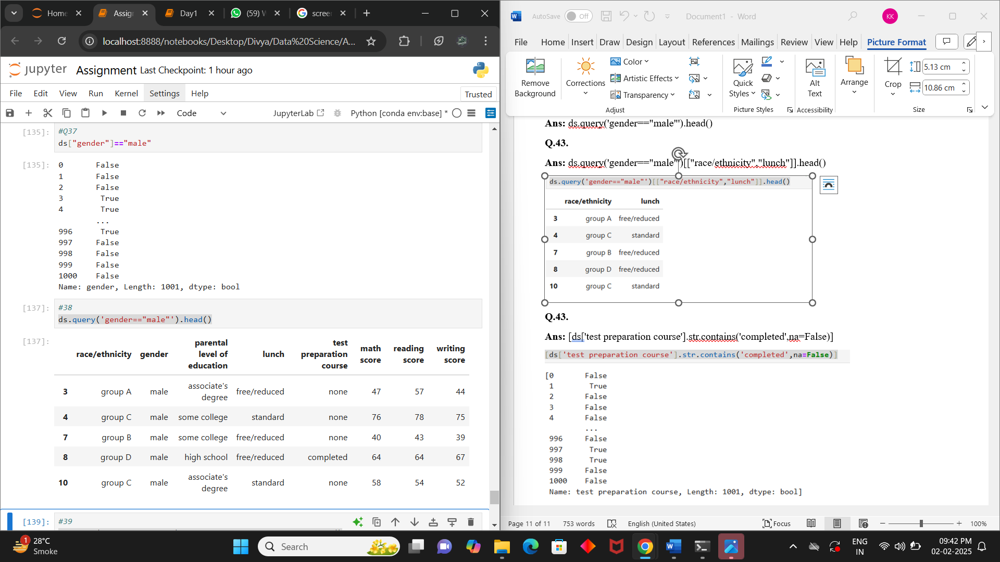 Home
Assig
Day1
(59) W
scree
localhost:8888/notebooks/Desktop/Divya/Data%20Science/A...
jupyter Assignment Last Checkpoint: 1 hour ago
File Edit View Run Kernel Settings Help
Trusted
Code
JupyterLab
Python [conda env:base] *
[135]: #Q37
ds["gender"]=="male"
[135]: 0 False
1 False
2 False
3 True
4 True
...
996 True
997 False
998 False
999 False
1000 False
Name: gender, Length: 1001, dtype: bool
[137]: #38
ds.query('gender=="male"').head()
[137]:
race/ethnicity gender parental level of education lunch test preparation course math score reading score writing score
3 group A male associate's degree free/reduced none 47 57 44
4 group C male some college standard none 76 78 75
7 group B male some college free/reduced none 40 43 39
8 group D male high school free/reduced completed 64 64 67
10 group C male associate's degree standard none 58 54 52
[139]: #39
AutoSave Off
Document1 - Word
KK
File Home Insert Draw Design Layout References Mailings Review View Help Picture Format
Remove Background
Corrections
Color
Artistic Effects
Transparency
Adjust
Quick Styles
Picture Styles
Alt Text
Accessibility
Arrange
Crop
5.13 cm
10.86 cm
Size
Ans: ds.query('gender=="male"').head()
Q.43.
Ans: ds.query('gender=="male"')[["race/ethnicity","lunch"]].head()
ds.query('gender=="male"')[["race/ethnicity","lunch"]].head()
race/ethnicity lunch
3 group A free/reduced
4 group C standard
7 group B free/reduced
8 group D free/reduced
10 group C standard
Q.43.
Ans: [ds['test preparation course'].str.contains('completed',na=False)]
[ds['test preparation course'].str.contains('completed',na=False)]
[0 False
1 True
2 False
3 False
4 False
...
996 False
997 True
998 True
999 False
1000 False
Name: test preparation course, Length: 1001, dtype: bool]
Page 11 of 11
753 words
English (United States)
Focus
100%
1
28°C
Smoke
Search
ENG
IN
09:42 PM
02-02-2025